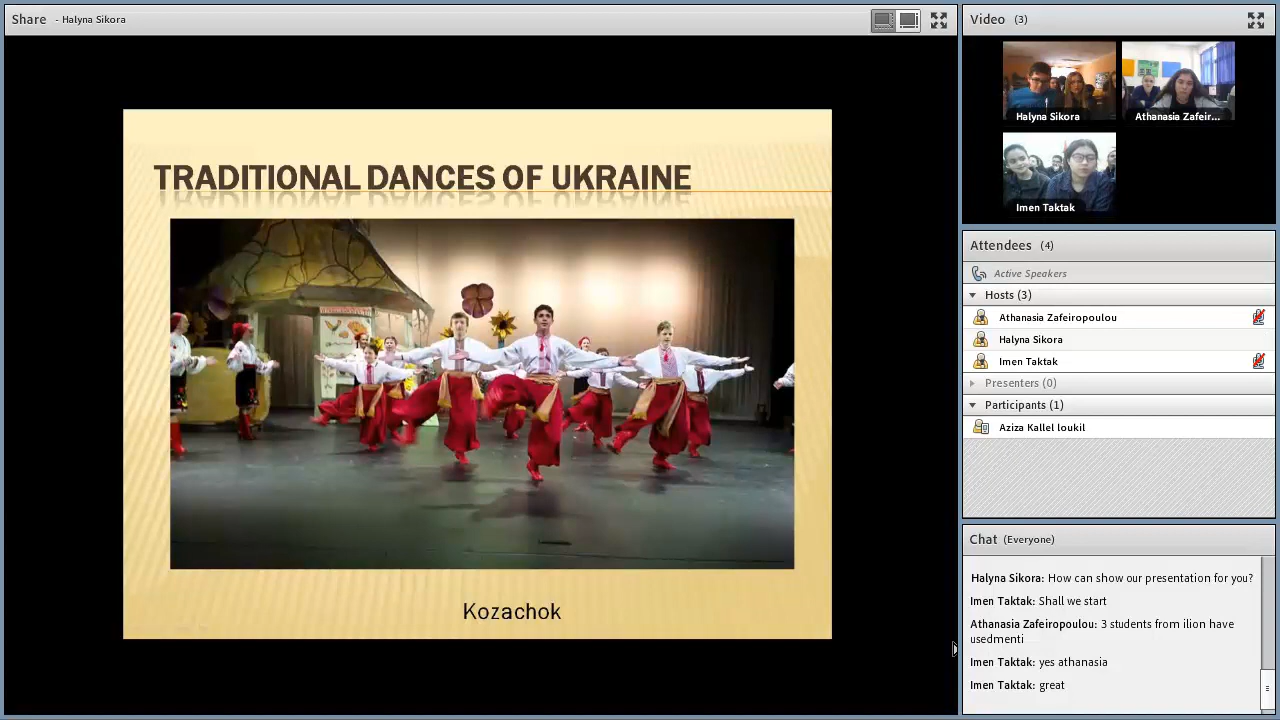 Share - Halyna Sikora
TRADITIONAL DANCES OF UKRAINE
Kozachok
Video (3)
Halyna Sikora
Athanasia Zafeir...
Imen Taktak
Attendees (4)
Active Speakers
Hosts (3)
Athanasia Zafeiropoulou
Halyna Sikora
Imen Taktak
Presenters (0)
Participants (1)
Aziza Kallel loukil
Chat (Everyone)
Halyna Sikora: How can show our presentation for you?
Imen Taktak: Shall we start
Athanasia Zafeiropoulou: 3 students from ilion have
usedmenti
Imen Taktak: yes athanasia
Imen Taktak: great